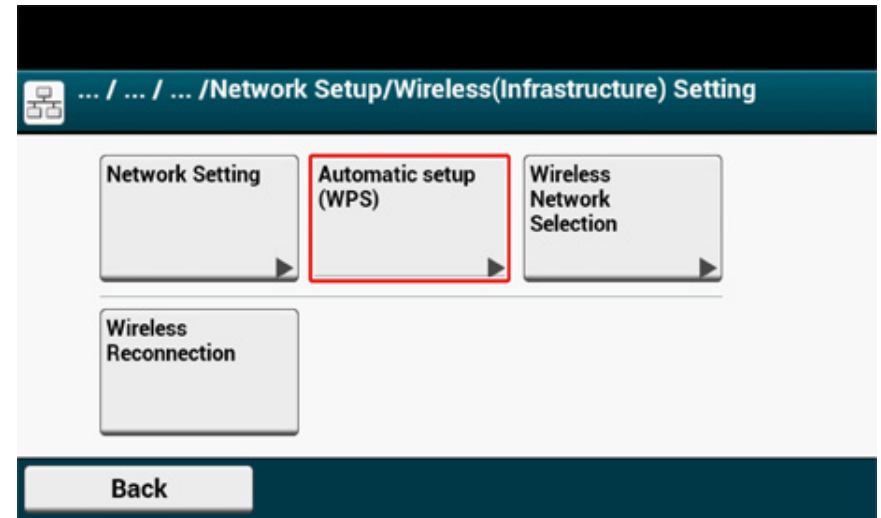 ... / ... / ... /Network Setup/Wireless(Infrastructure) Setting
Network Setting
Automatic setup
(WPS)
Wireless
Network
Selection
Wireless
Reconnection
Back